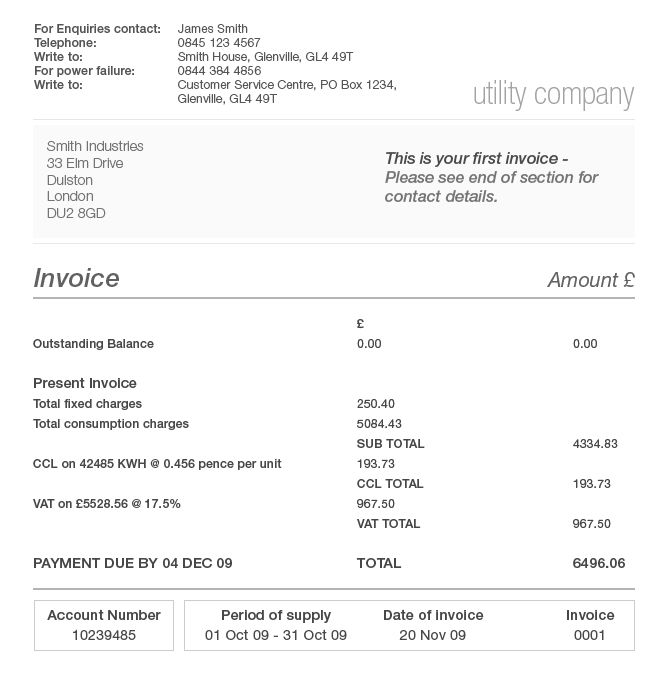 For Enquiries contact: James Smith
Telephone: 0845 123 4567
Write to: Smith House, Glenville, GL4 49T
For power failure: 0844 384 4856
Write to: Customer Service Centre, PO Box 1234,
Glenville, GL4 49T
utility company
Smith Industries
33 Elm Drive
Dulston
London
DU2 8GD
This is your first invoice -
Please see end of section for
contact details.
Invoice Amount £
£
Outstanding Balance 0.00 0.00
Present Invoice
Total fixed charges 250.40
Total consumption charges 5084.43
SUB TOTAL 4334.83
CCL on 42485 KWH @ 0.456 pence per unit 193.73
CCL TOTAL 193.73
VAT on £5528.56 @ 17.5% 967.50
VAT TOTAL 967.50
PAYMENT DUE BY 04 DEC 09 TOTAL 6496.06
Account Number Period of supply Date of invoice Invoice
10239485 01 Oct 09 - 31 Oct 09 20 Nov 09 0001